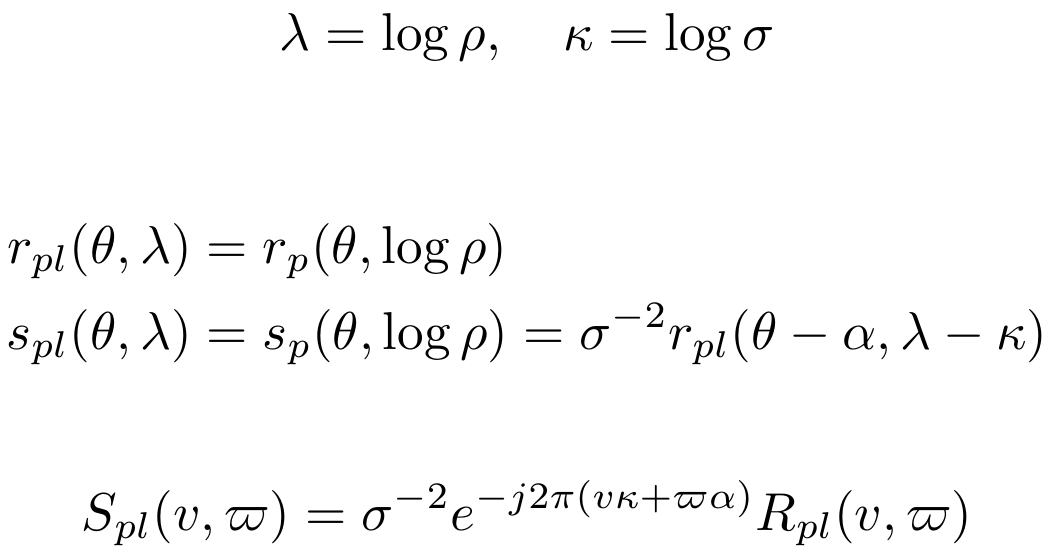 λ = log ρ, κ = log σ
r_{pl}(θ, λ) = r_p(θ, log ρ)
s_{pl}(θ, λ) = s_p(θ, log ρ) = σ^{−2}r_{pl}(θ − α, λ − κ)
S_{pl}(v, ϖ) = σ^{−2}e^{−j2π(vκ+ϖα)}R_{pl}(v, ϖ)